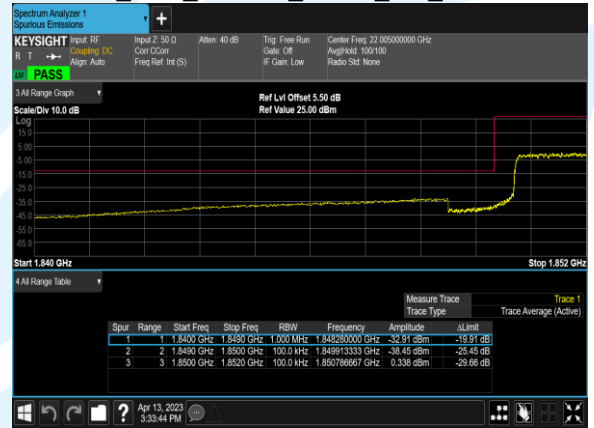 Spectrum Analyzer 1
Spurious Emissions
+
KEYSIGHT Input: RF Input Z: 50 Ω Atten: 40 dB Trig: Free Run Center Freq: 22.005000000 GHz
R T Coupling: DC Corr CCorr Gate: Off Avg|Hold: 100/100
Align: Auto Freq Ref: Int (S) IF Gain: Low Radio Std: None
PASS
3 All Range Graph
Ref Lvl Offset 5.50 dB
Scale/Div 10.0 dB Ref Value 25.00 dBm
Log
15.0
5.00
-5.00
-15.0
-25.0
-35.0
-45.0
-55.0
-65.0
Start 1.840 GHz Stop 1.852 GHz
4 All Range Table
Measure Trace Trace 1
Trace Type Trace Average (Active)
Spur Range Start Freq Stop Freq RBW Frequency Amplitude ΔLimit
1 1 1.8400 GHz 1.8490 GHz 1.000 MHz 1.848280000 GHz -32.91 dBm -19.91 dB
2 2 1.8490 GHz 1.8500 GHz 100.0 kHz 1.849913333 GHz -38.45 dBm -25.45 dB
3 3 1.8500 GHz 1.8520 GHz 100.0 kHz 1.850786667 GHz 0.338 dBm -29.66 dB
?
Apr 13, 2023
3:33:44 PM